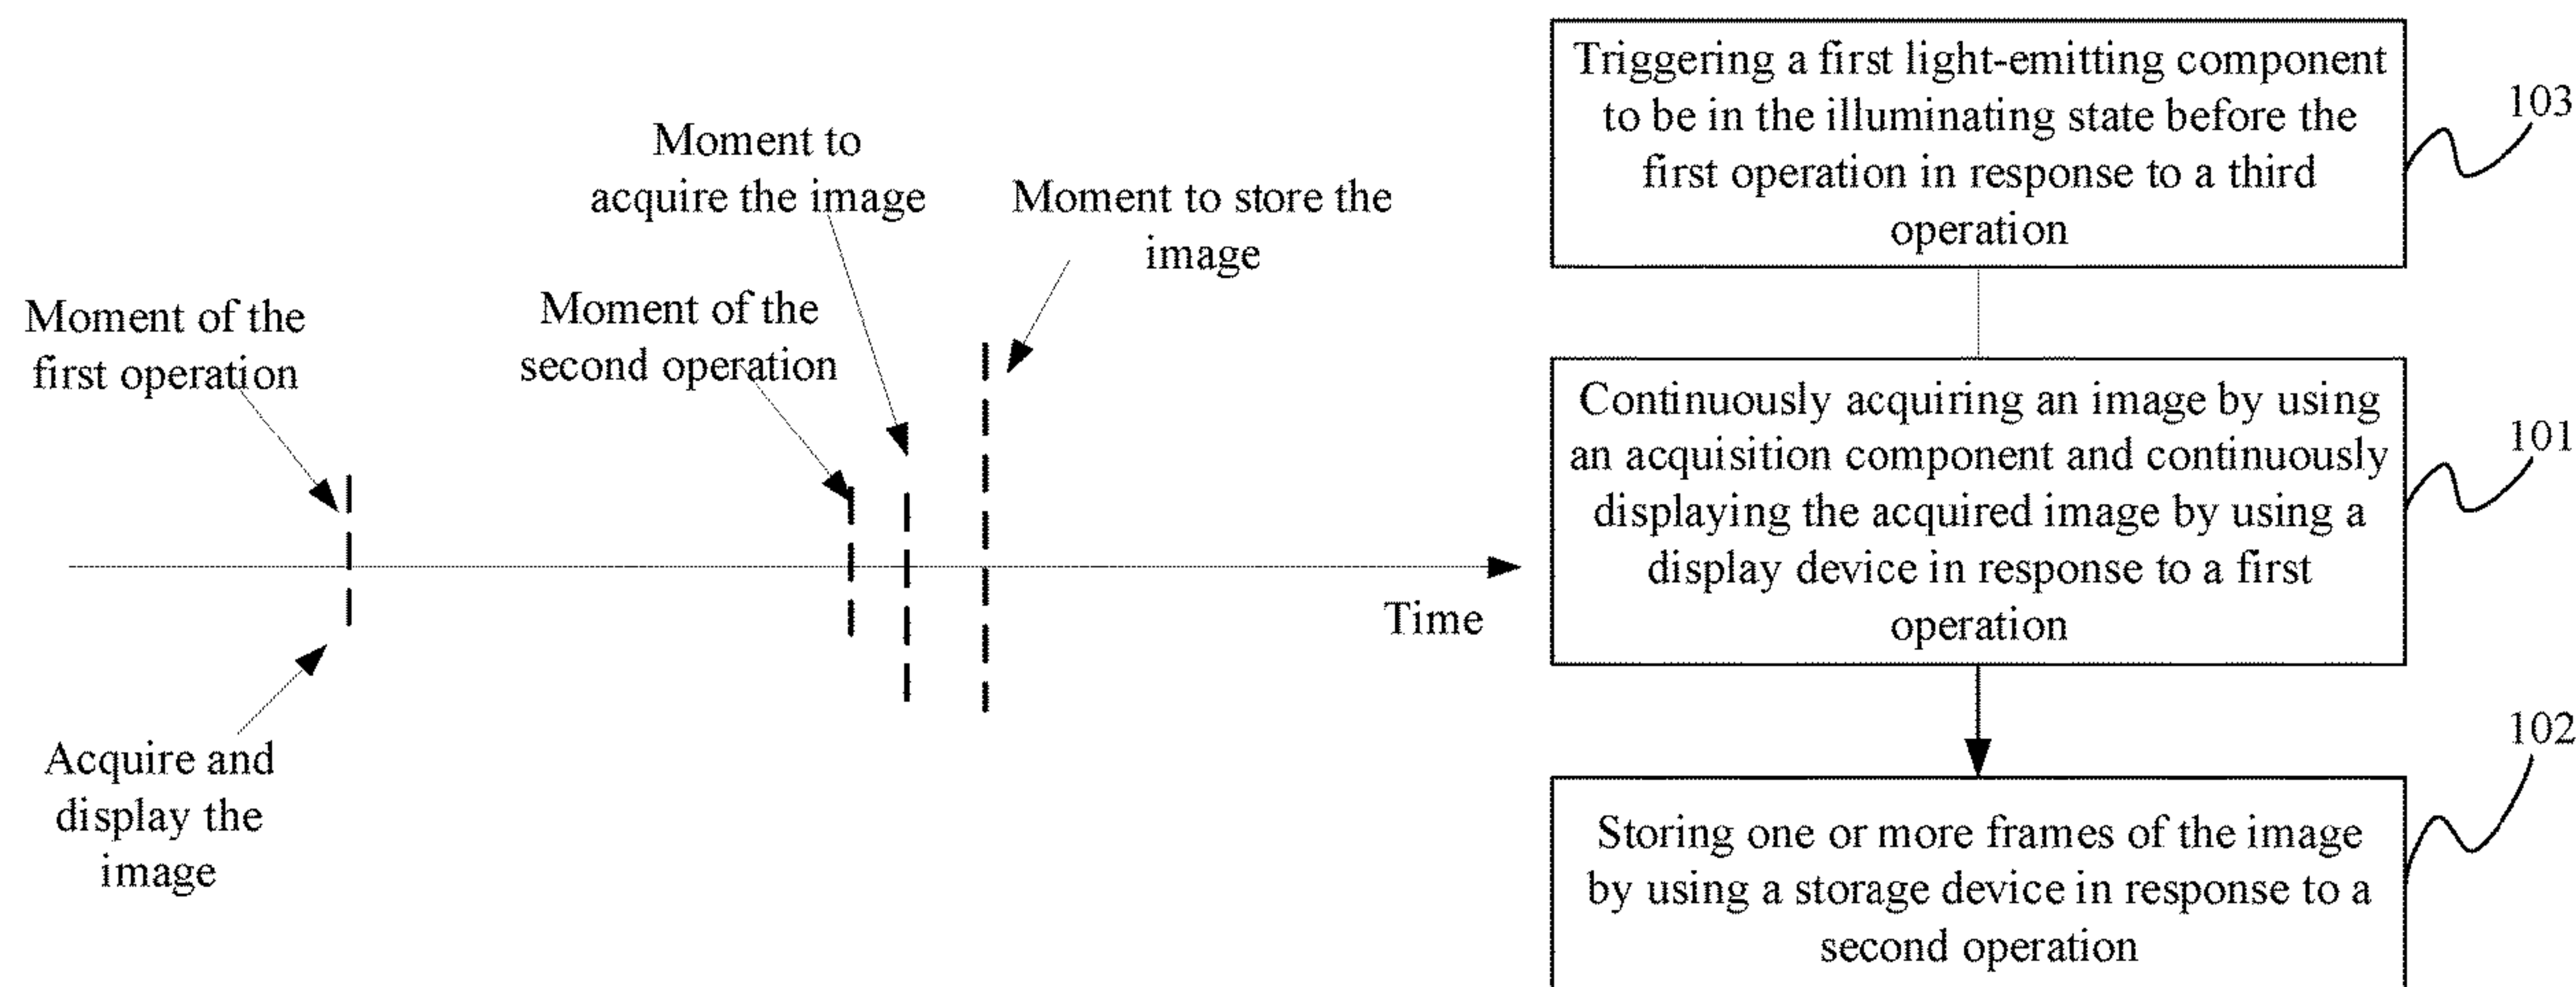 Moment to
acquire the image
Moment to store the
image
Moment of the
first operation
Moment of the
second operation
Time
Acquire and
display the
image
Triggering a first light-emitting component
to be in the illuminating state before the
first operation in response to a third
operation
103
Continuously acquiring an image by using
an acquisition component and continuously
displaying the acquired image by using a
display device in response to a first
operation
101
Storing one or more frames of the image
by using a storage device in response to a
second operation
102